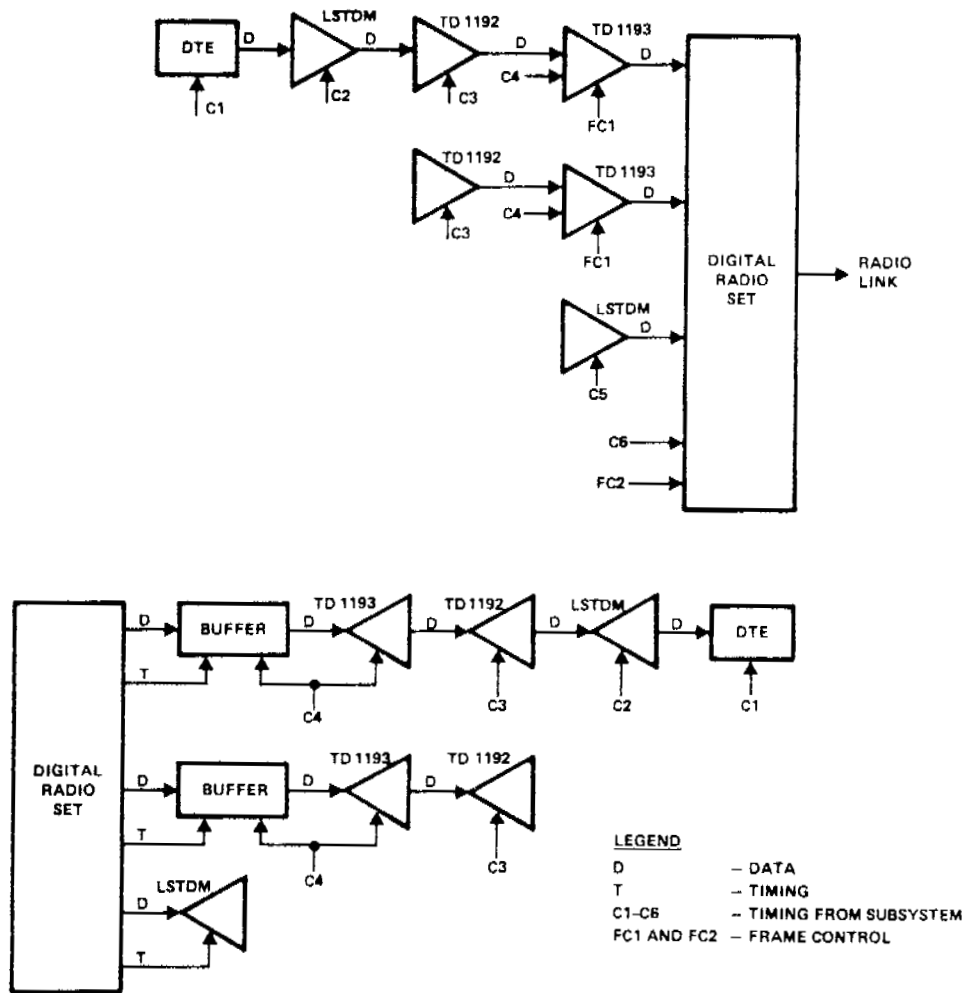 LSTDM
TD 1192
TD 1193
DTE
D
D
D
D
C1
C2
C3
C4
FC1
TD 1192
TD 1193
D
D
C4
C3
FC1
DIGITAL
RADIO
SET
RADIO
LINK
LSTDM
D
C5
C6
FC2
TD 1193
TD 1192
LSTDM
D
BUFFER
D
D
D
D
DTE
T
C4
C3
C2
C1
DIGITAL
RADIO
SET
TD 1193
TD 1192
D
BUFFER
D
D
T
C4
C3
LSTDM
D
T
LEGEND
D – DATA
T – TIMING
C1–C6 – TIMING FROM SUBSYSTEM
FC1 AND FC2 – FRAME CONTROL